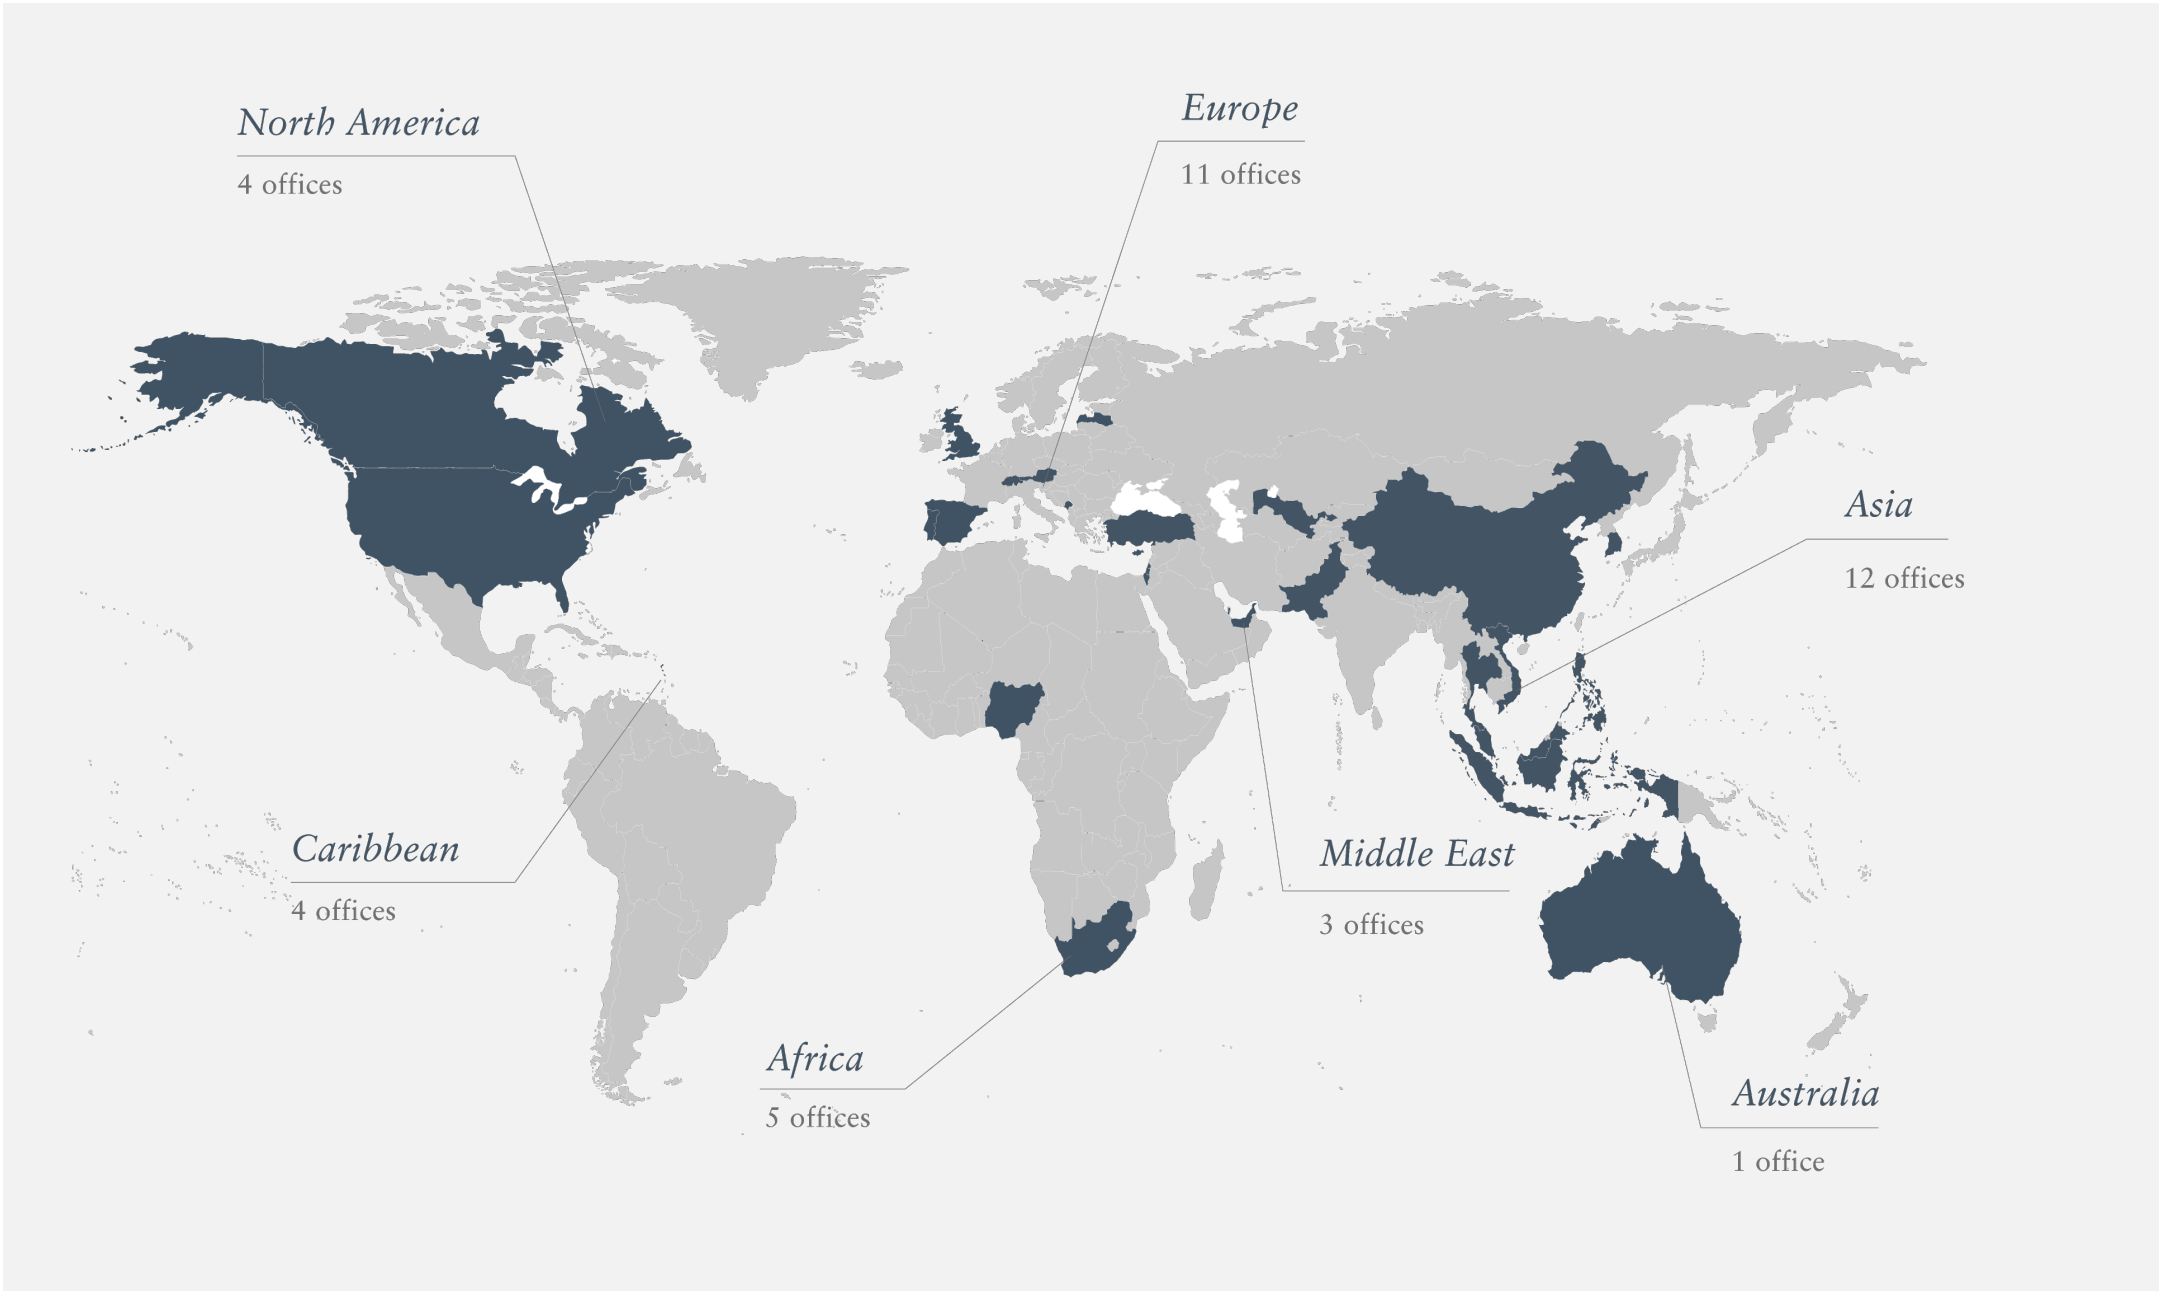 North America
4 offices
Europe
11 offices
Asia
12 offices
Caribbean
4 offices
Middle East
3 offices
Africa
5 offices
Australia
1 office